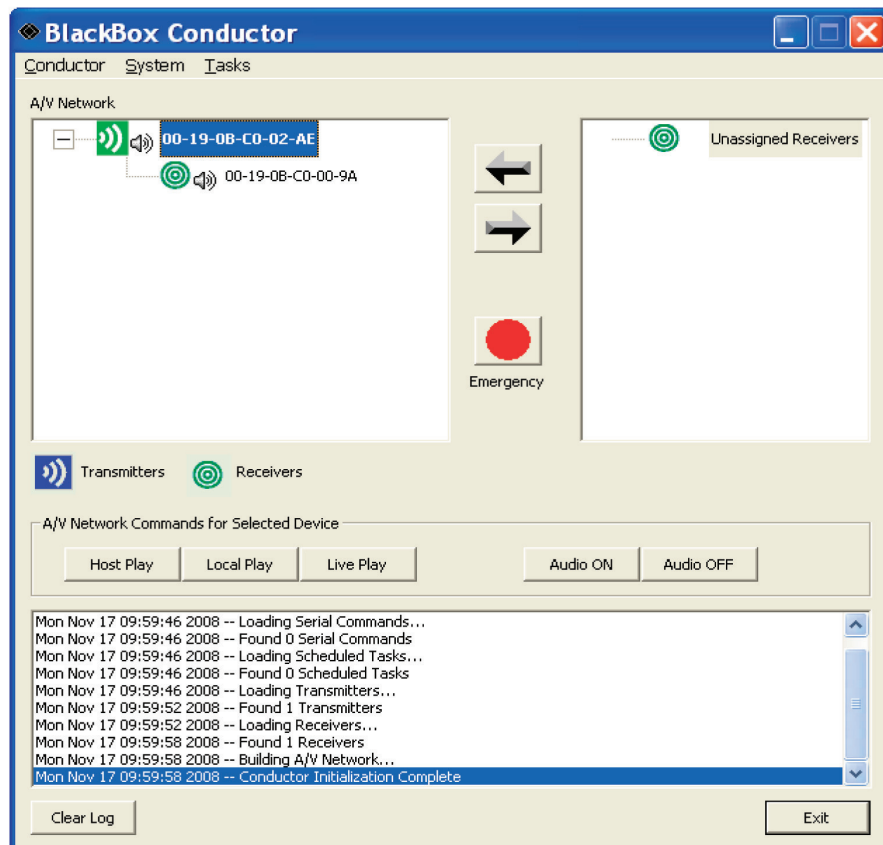 BlackBox Conductor
Conductor System Tasks
A/V Network
00-19-0B-C0-02-AE
00-19-0B-C0-00-9A
Unassigned Receivers
Emergency
Transmitters Receivers
A/V Network Commands for Selected Device
Host Play Local Play Live Play Audio ON Audio OFF
Mon Nov 17 09:59:46 2008 -- Loading Serial Commands...
Mon Nov 17 09:59:46 2008 -- Found 0 Serial Commands
Mon Nov 17 09:59:46 2008 -- Loading Scheduled Tasks...
Mon Nov 17 09:59:46 2008 -- Found 0 Scheduled Tasks
Mon Nov 17 09:59:46 2008 -- Loading Transmitters...
Mon Nov 17 09:59:52 2008 -- Found 1 Transmitters
Mon Nov 17 09:59:52 2008 -- Loading Receivers...
Mon Nov 17 09:59:58 2008 -- Found 1 Receivers
Mon Nov 17 09:59:58 2008 -- Building A/V Network...
Mon Nov 17 09:59:58 2008 -- Conductor Initialization Complete
Clear Log Exit